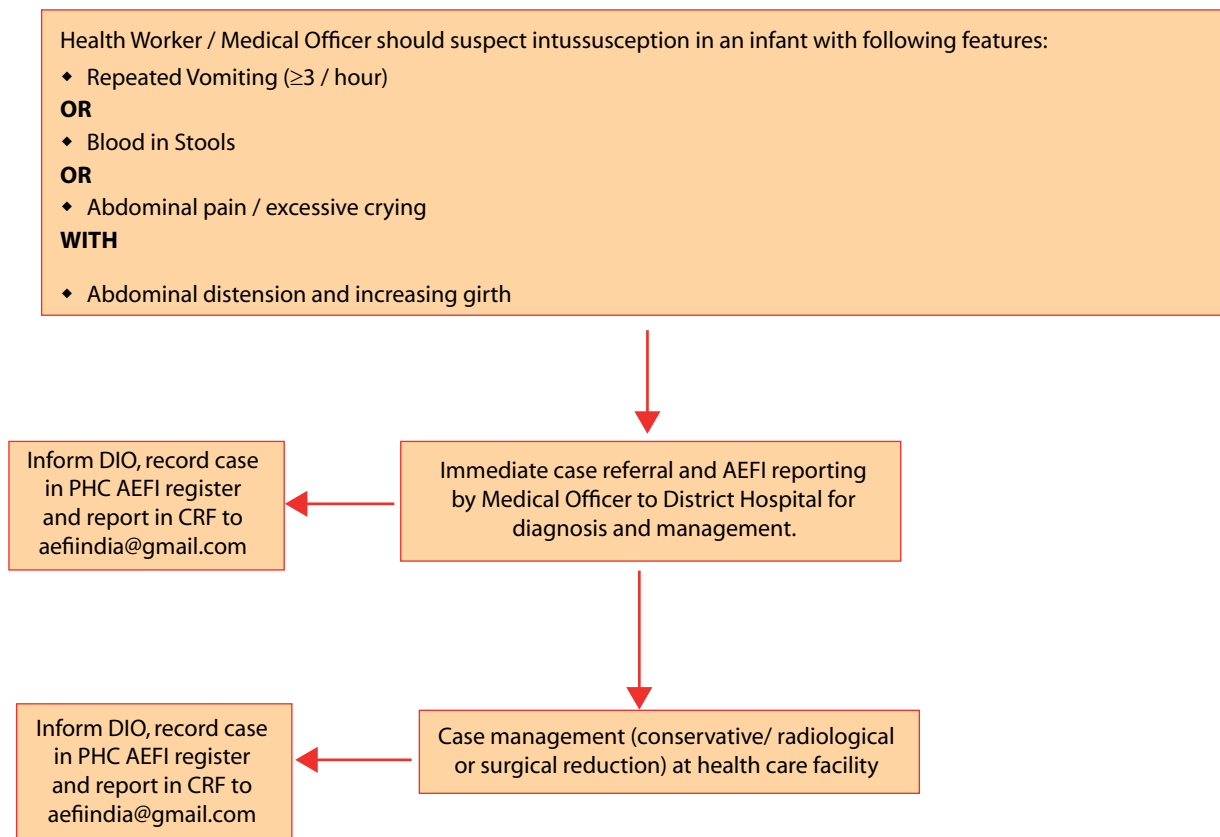 Health Worker / Medical Officer should suspect intussusception in an infant with following features:
◆ Repeated Vomiting (≥3 / hour)
OR
◆ Blood in Stools
OR
◆ Abdominal pain / excessive crying
WITH
◆ Abdominal distension and increasing girth
Inform DIO, record case
in PHC AEFI register
and report in CRF to
aefiindia@gmail.com
Immediate case referral and AEFI reporting
by Medical Officer to District Hospital for
diagnosis and management.
Inform DIO, record case
in PHC AEFI register
and report in CRF to
aefiindia@gmail.com
Case management (conservative/ radiological
or surgical reduction) at health care facility